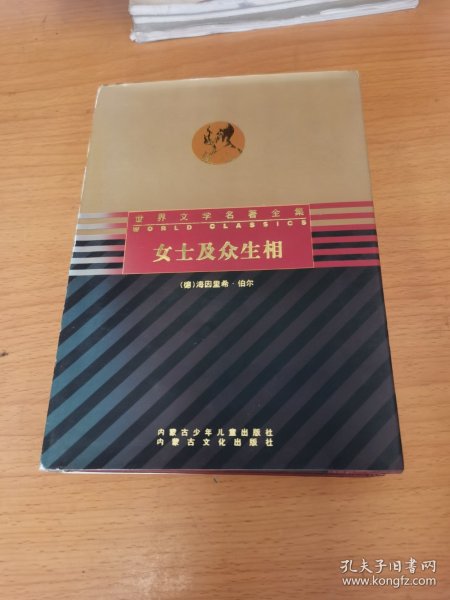 世界文学名著全集
WORLD CLASSICS
女士及众生相
(德)海因里希·伯尔
内蒙古少年儿童出版社
内蒙古文化出版社
孔夫子旧书网
www.kongfz.com